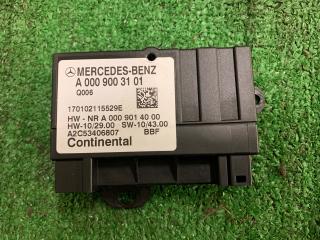 MERCEDES-BENZ
A 000 900 31 01
Q006
170102115529E
HW - NR A 000 901 40 00
HW-10/29.00 SW-10/43.00
A2C53406807 BBF
Continental